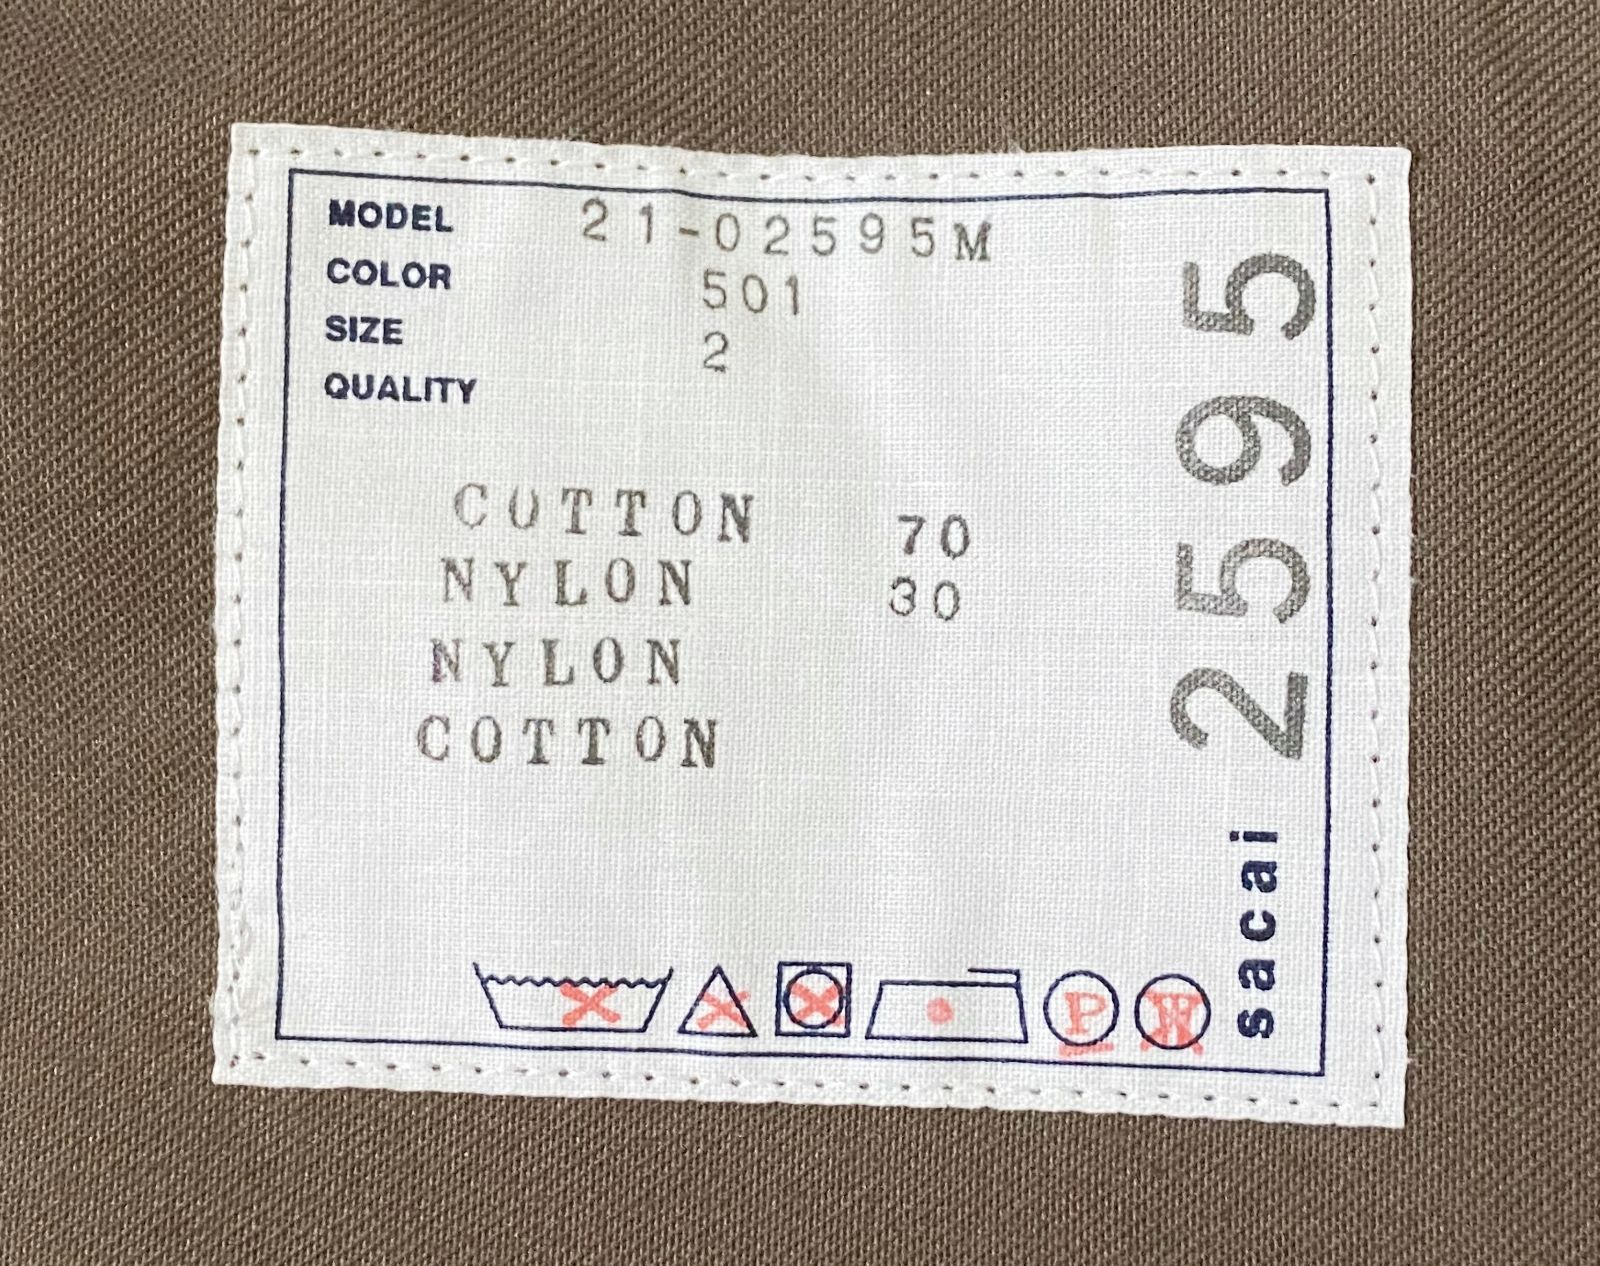 MODEL 21-02595M
COLOR 501
SIZE 2
QUALITY
COTTON 70
NYLON 30
NYLON
COTTON
P W
sacai 2595